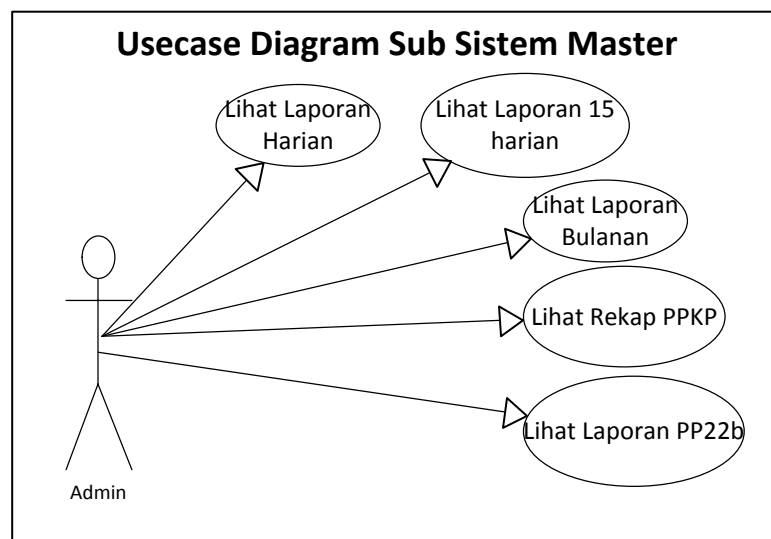 Usecase Diagram Sub Sistem Master
Lihat Laporan
Harian
Lihat Laporan 15
harian
Lihat Laporan
Bulanan
Lihat Rekap PPKP
Lihat Laporan PP22b
Admin